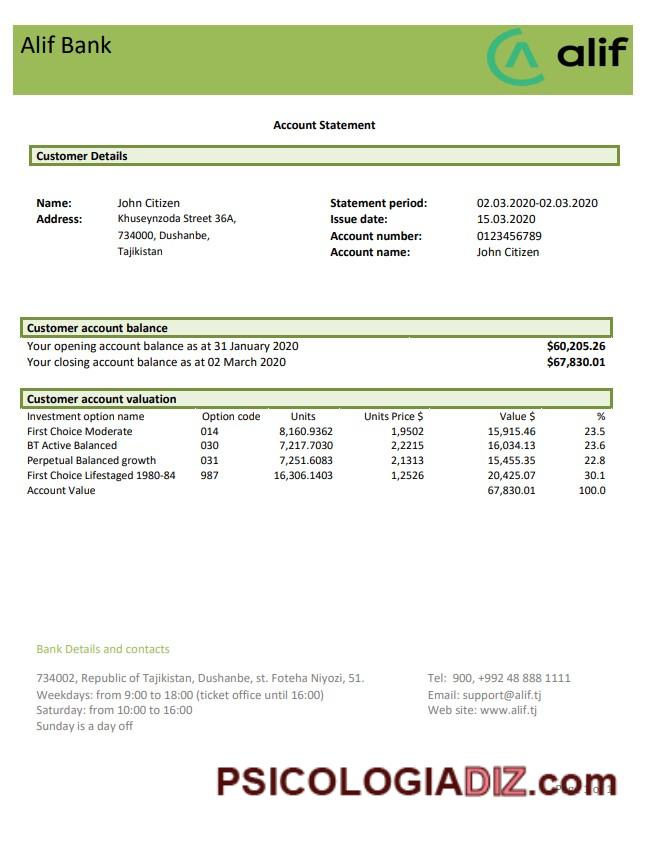 Alif Bank
alif
Account Statement
Customer Details
Name: John Citizen Statement period: 02.03.2020-02.03.2020
Address: Khuseynzoda Street 36A, Issue date: 15.03.2020
734000, Dushanbe, Account number: 0123456789
Tajikistan Account name: John Citizen
Customer account balance
Your opening account balance as at 31 January 2020 $60,205.26
Your closing account balance as at 02 March 2020 $67,830.01
Customer account valuation
Investment option name Option code Units Units Price $ Value $ %
First Choice Moderate 014 8,160.9362 1,9502 15,915.46 23.5
BT Active Balanced 030 7,217.7030 2,2215 16,034.13 23.6
Perpetual Balanced growth 031 7,251.6083 2,1313 15,455.35 22.8
First Choice Lifestaged 1980-84 987 16,306.1403 1,2526 20,425.07 30.1
Account Value 67,830.01 100.0
Bank Details and contacts
734002, Republic of Tajikistan, Dushanbe, st. Foteha Niyozi, 51. Tel: 900, +992 48 888 1111
Weekdays: from 9:00 to 18:00 (ticket office until 16:00) Email: support@alif.tj
Saturday: from 10:00 to 16:00 Web site: www.alif.tj
Sunday is a day off
PSICOLOGIADIZ.com